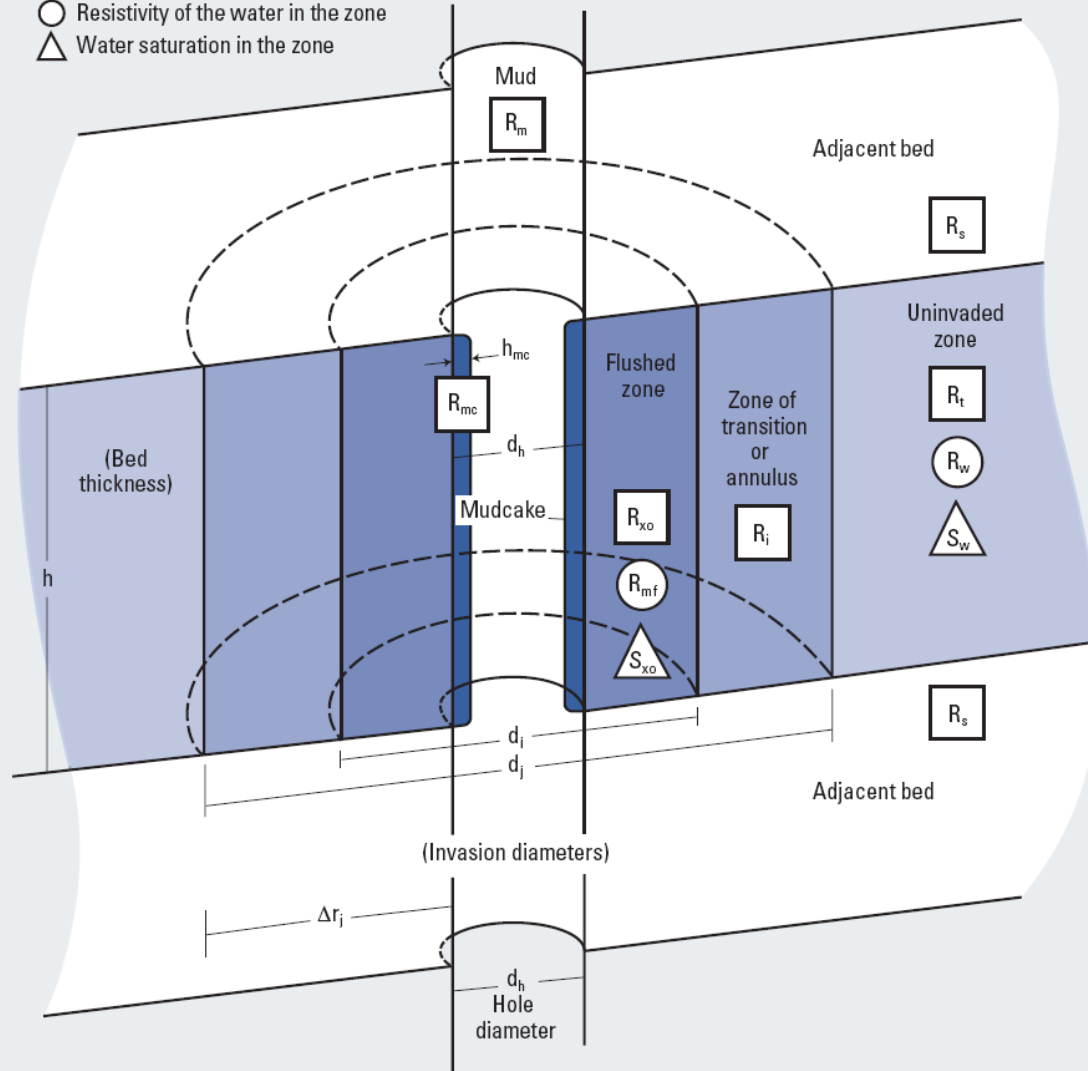 Resistivity of the water in the zone
Water saturation in the zone
Mud
Rm
Adjacent bed
Rs
Uninvaded
zone
Rt
Rw
Sw
hmc
Rmc
Flushed
zone
Zone of
transition
or
annulus
Ri
(Bed
thickness)
dh
Mudcake
Rxo
Rmf
Sxo
h
Rs
di
dj
Adjacent bed
(Invasion diameters)
Δrj
dh
Hole
diameter